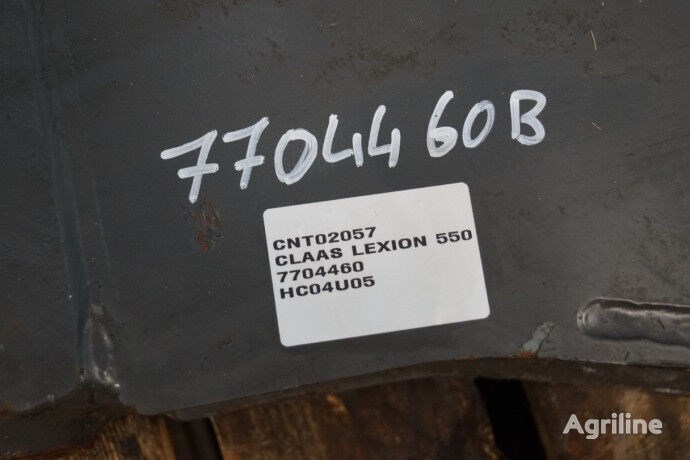 7704460B
CNT02057
CLAAS LEXION 550
7704460
HC04U05
Agriline